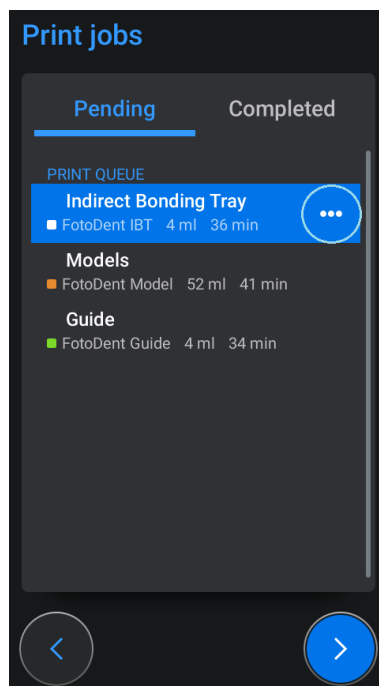 Print jobs
Pending Completed
PRINT QUEUE
Indirect Bonding Tray
FotoDent IBT 4 ml 36 min
Models
FotoDent Model 52 ml 41 min
Guide
FotoDent Guide 4 ml 34 min